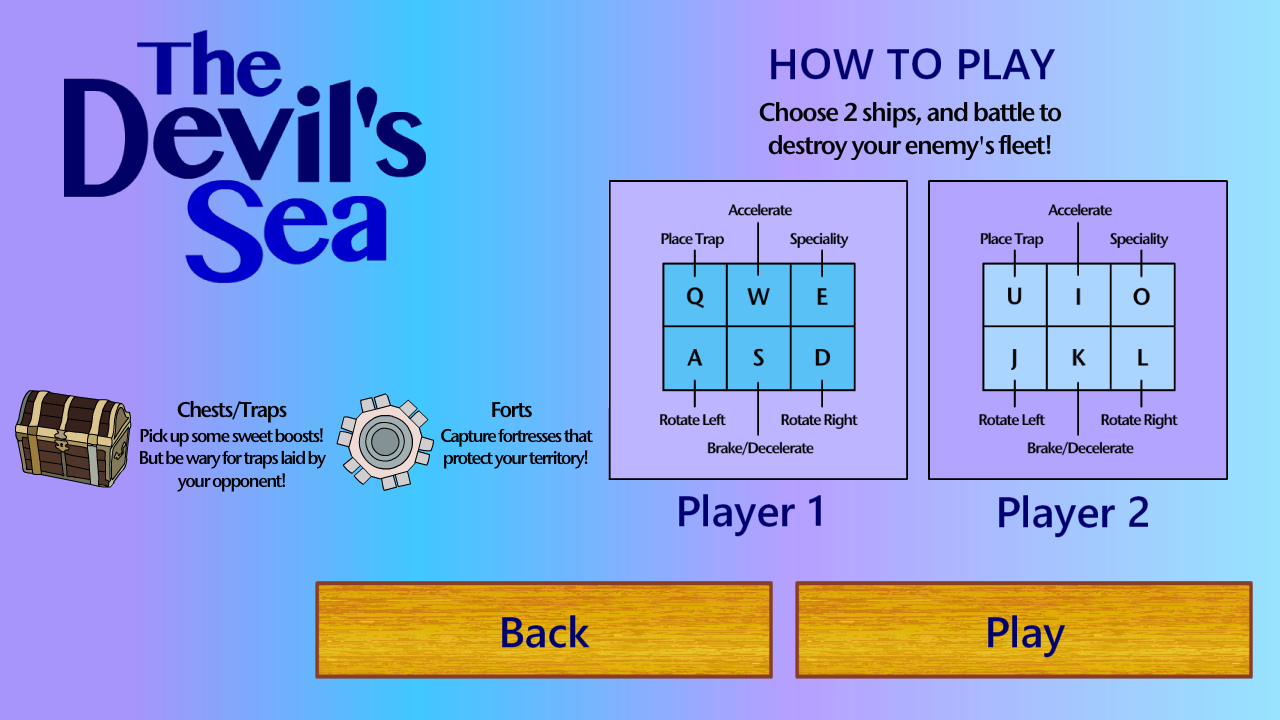 The
Devil's
Sea
HOW TO PLAY
Choose 2 ships, and battle to
destroy your enemy's fleet!
Chests/Traps
Pick up some sweet boosts!
But be wary for traps laid by
your opponent!
Forts
Capture fortresses that
protect your territory!
Accelerate
Place Trap Speciality
Q W E
A S D
Rotate Left Rotate Right
Brake/Decelerate
Player 1
Accelerate
Place Trap Speciality
U I O
J K L
Rotate Left Rotate Right
Brake/Decelerate
Player 2
Back
Play